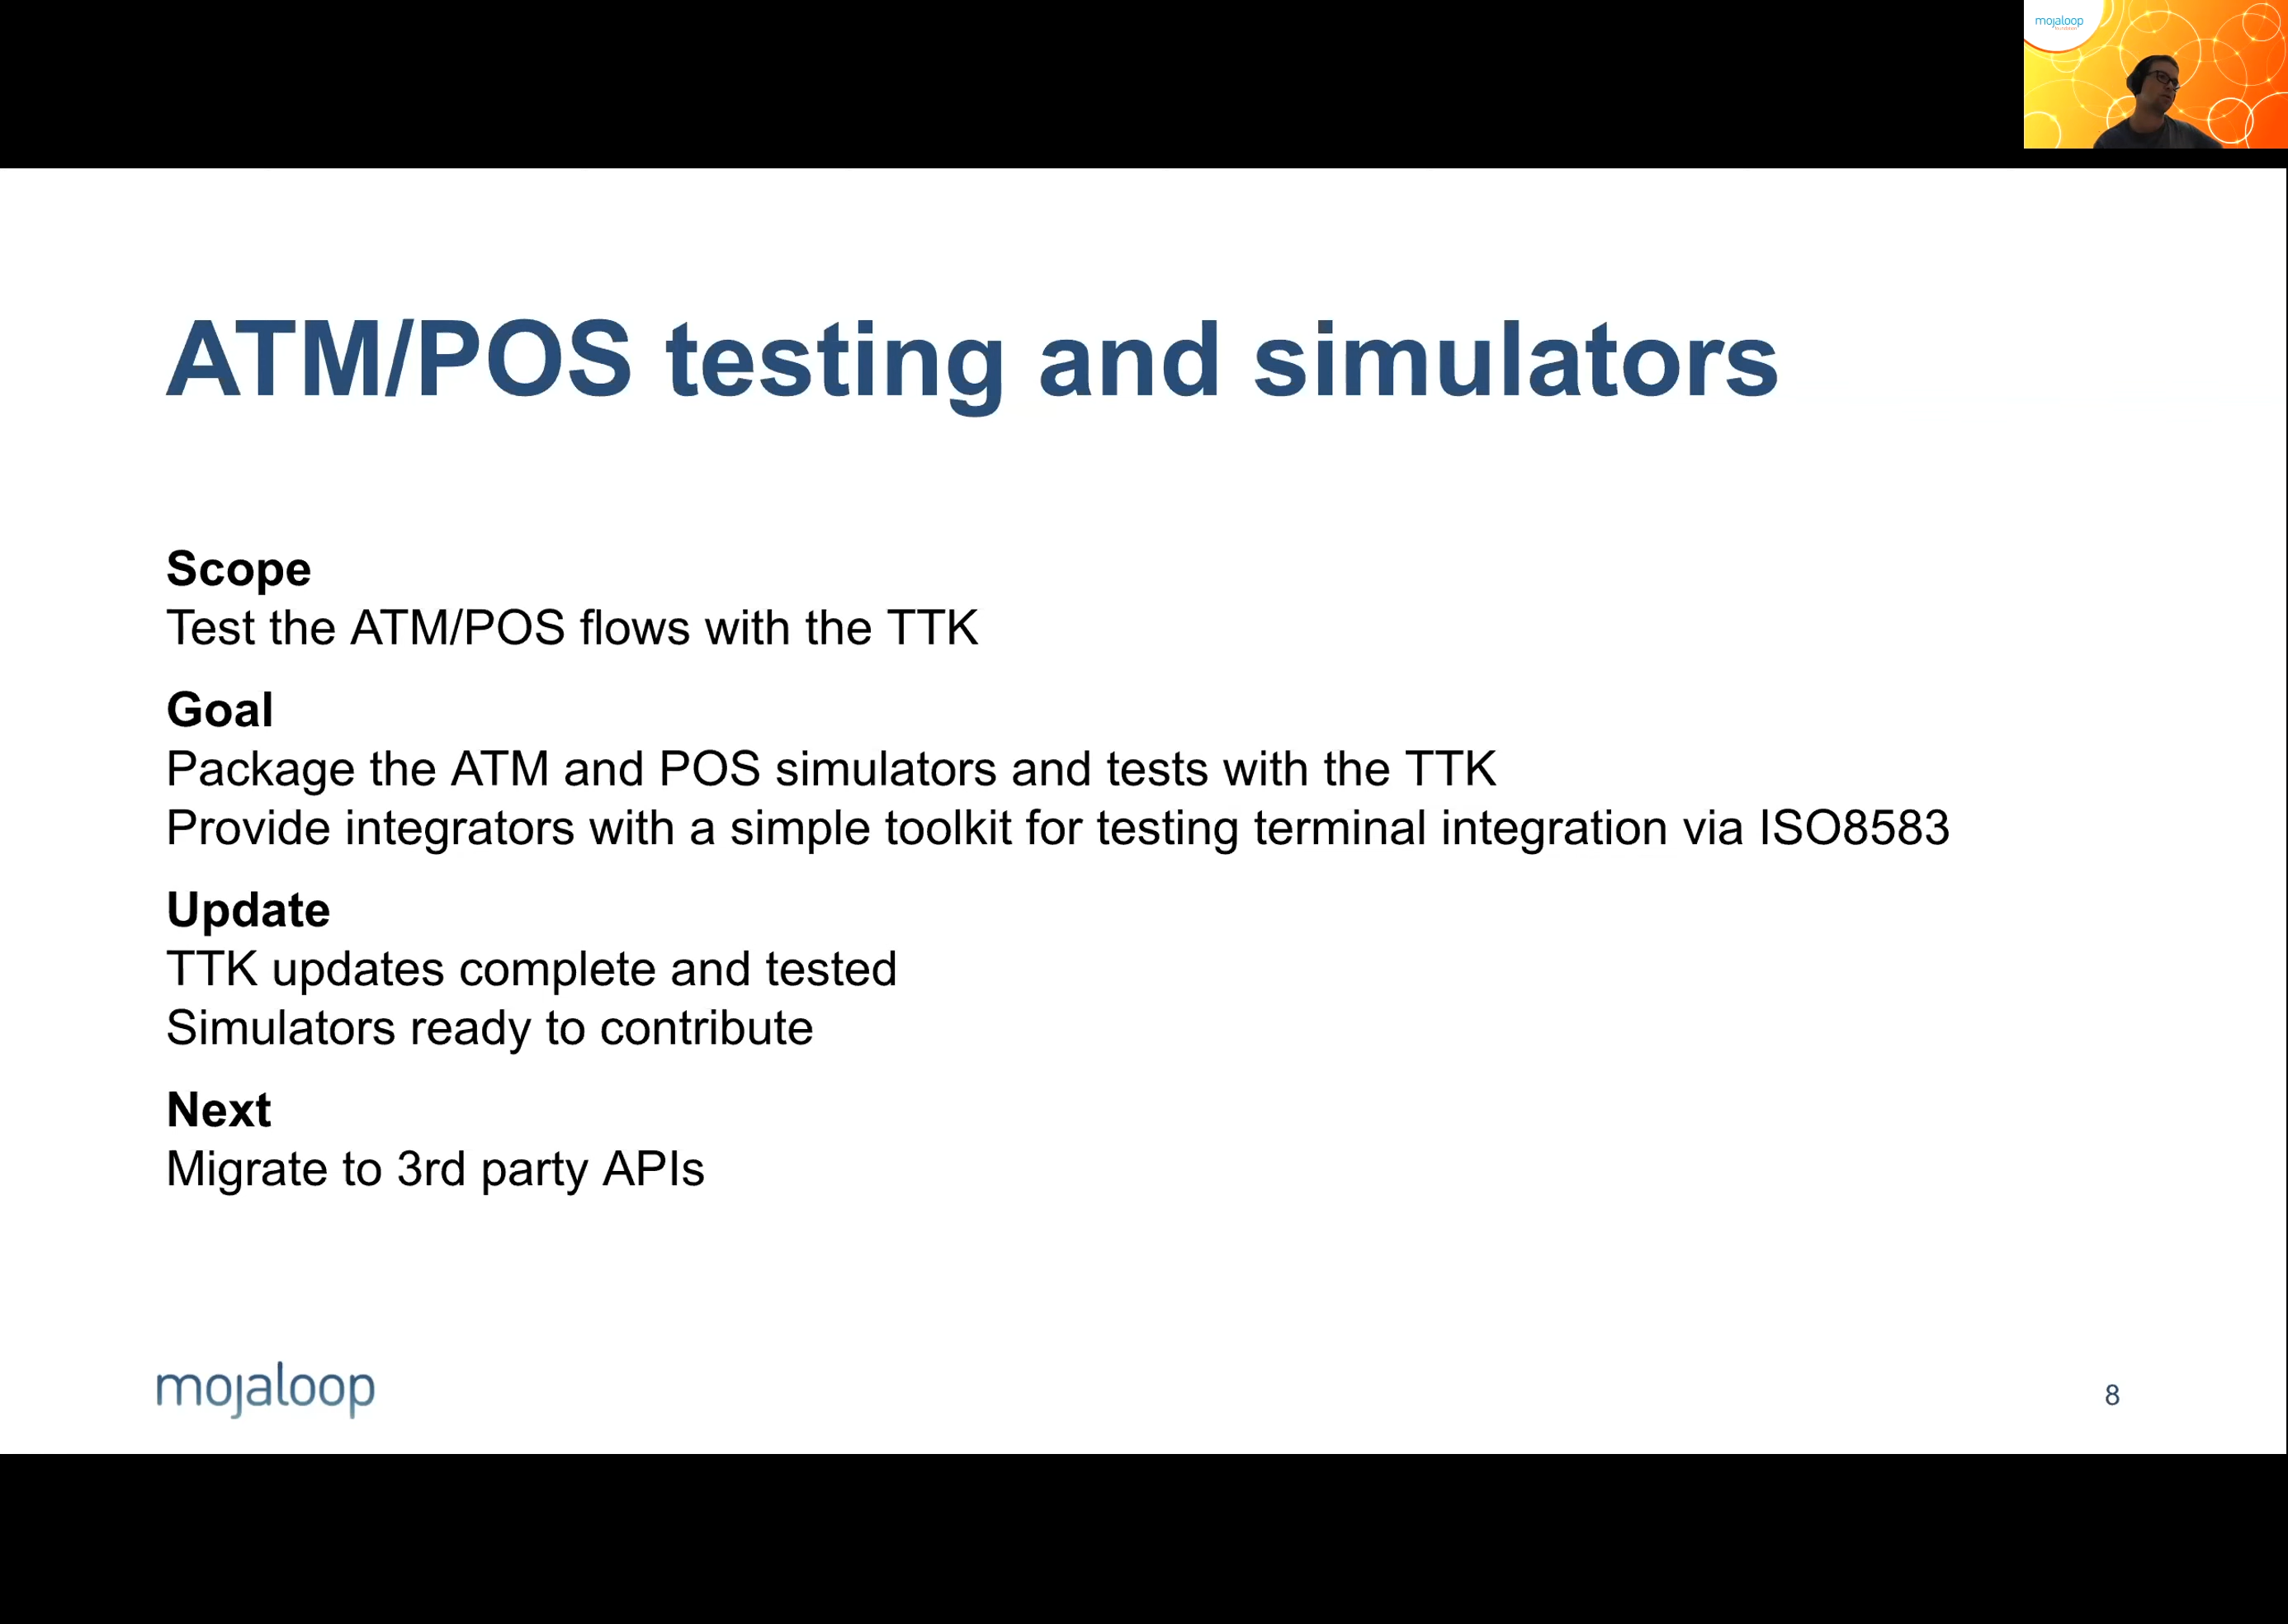 mojaloop
ATM/POS testing and simulators
Scope
Test the ATM/POS flows with the TTK
Goal
Package the ATM and POS simulators and tests with the TTK
Provide integrators with a simple toolkit for testing terminal integration via ISO8583
Update
TTK updates complete and tested
Simulators ready to contribute
Next
Migrate to 3rd party APIs
mojaloop
8